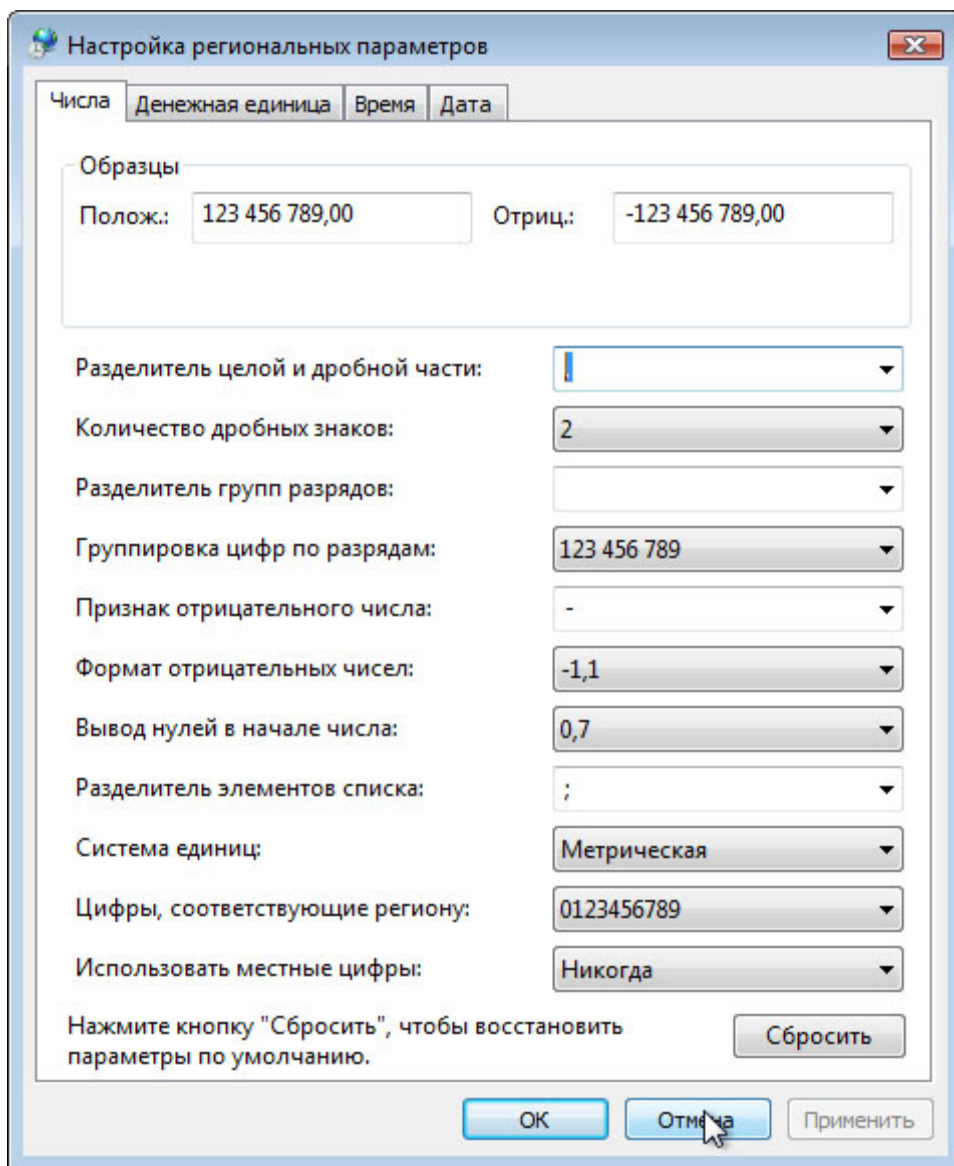 Настройка региональных параметров
Числа Денежная единица Время Дата
Образцы
Полож.: 123 456 789,00 Отриц.: -123 456 789,00
Разделитель целой и дробной части: ,
Количество дробных знаков: 2
Разделитель групп разрядов:
Группировка цифр по разрядам: 123 456 789
Признак отрицательного числа: -
Формат отрицательных чисел: -1,1
Вывод нулей в начале числа: 0,7
Разделитель элементов списка: ;
Система единиц: Метрическая
Цифры, соответствующие региону: 0123456789
Использовать местные цифры: Никогда
Нажмите кнопку "Сбросить", чтобы восстановить
параметры по умолчанию.
Сбросить
ОК Отмена Применить